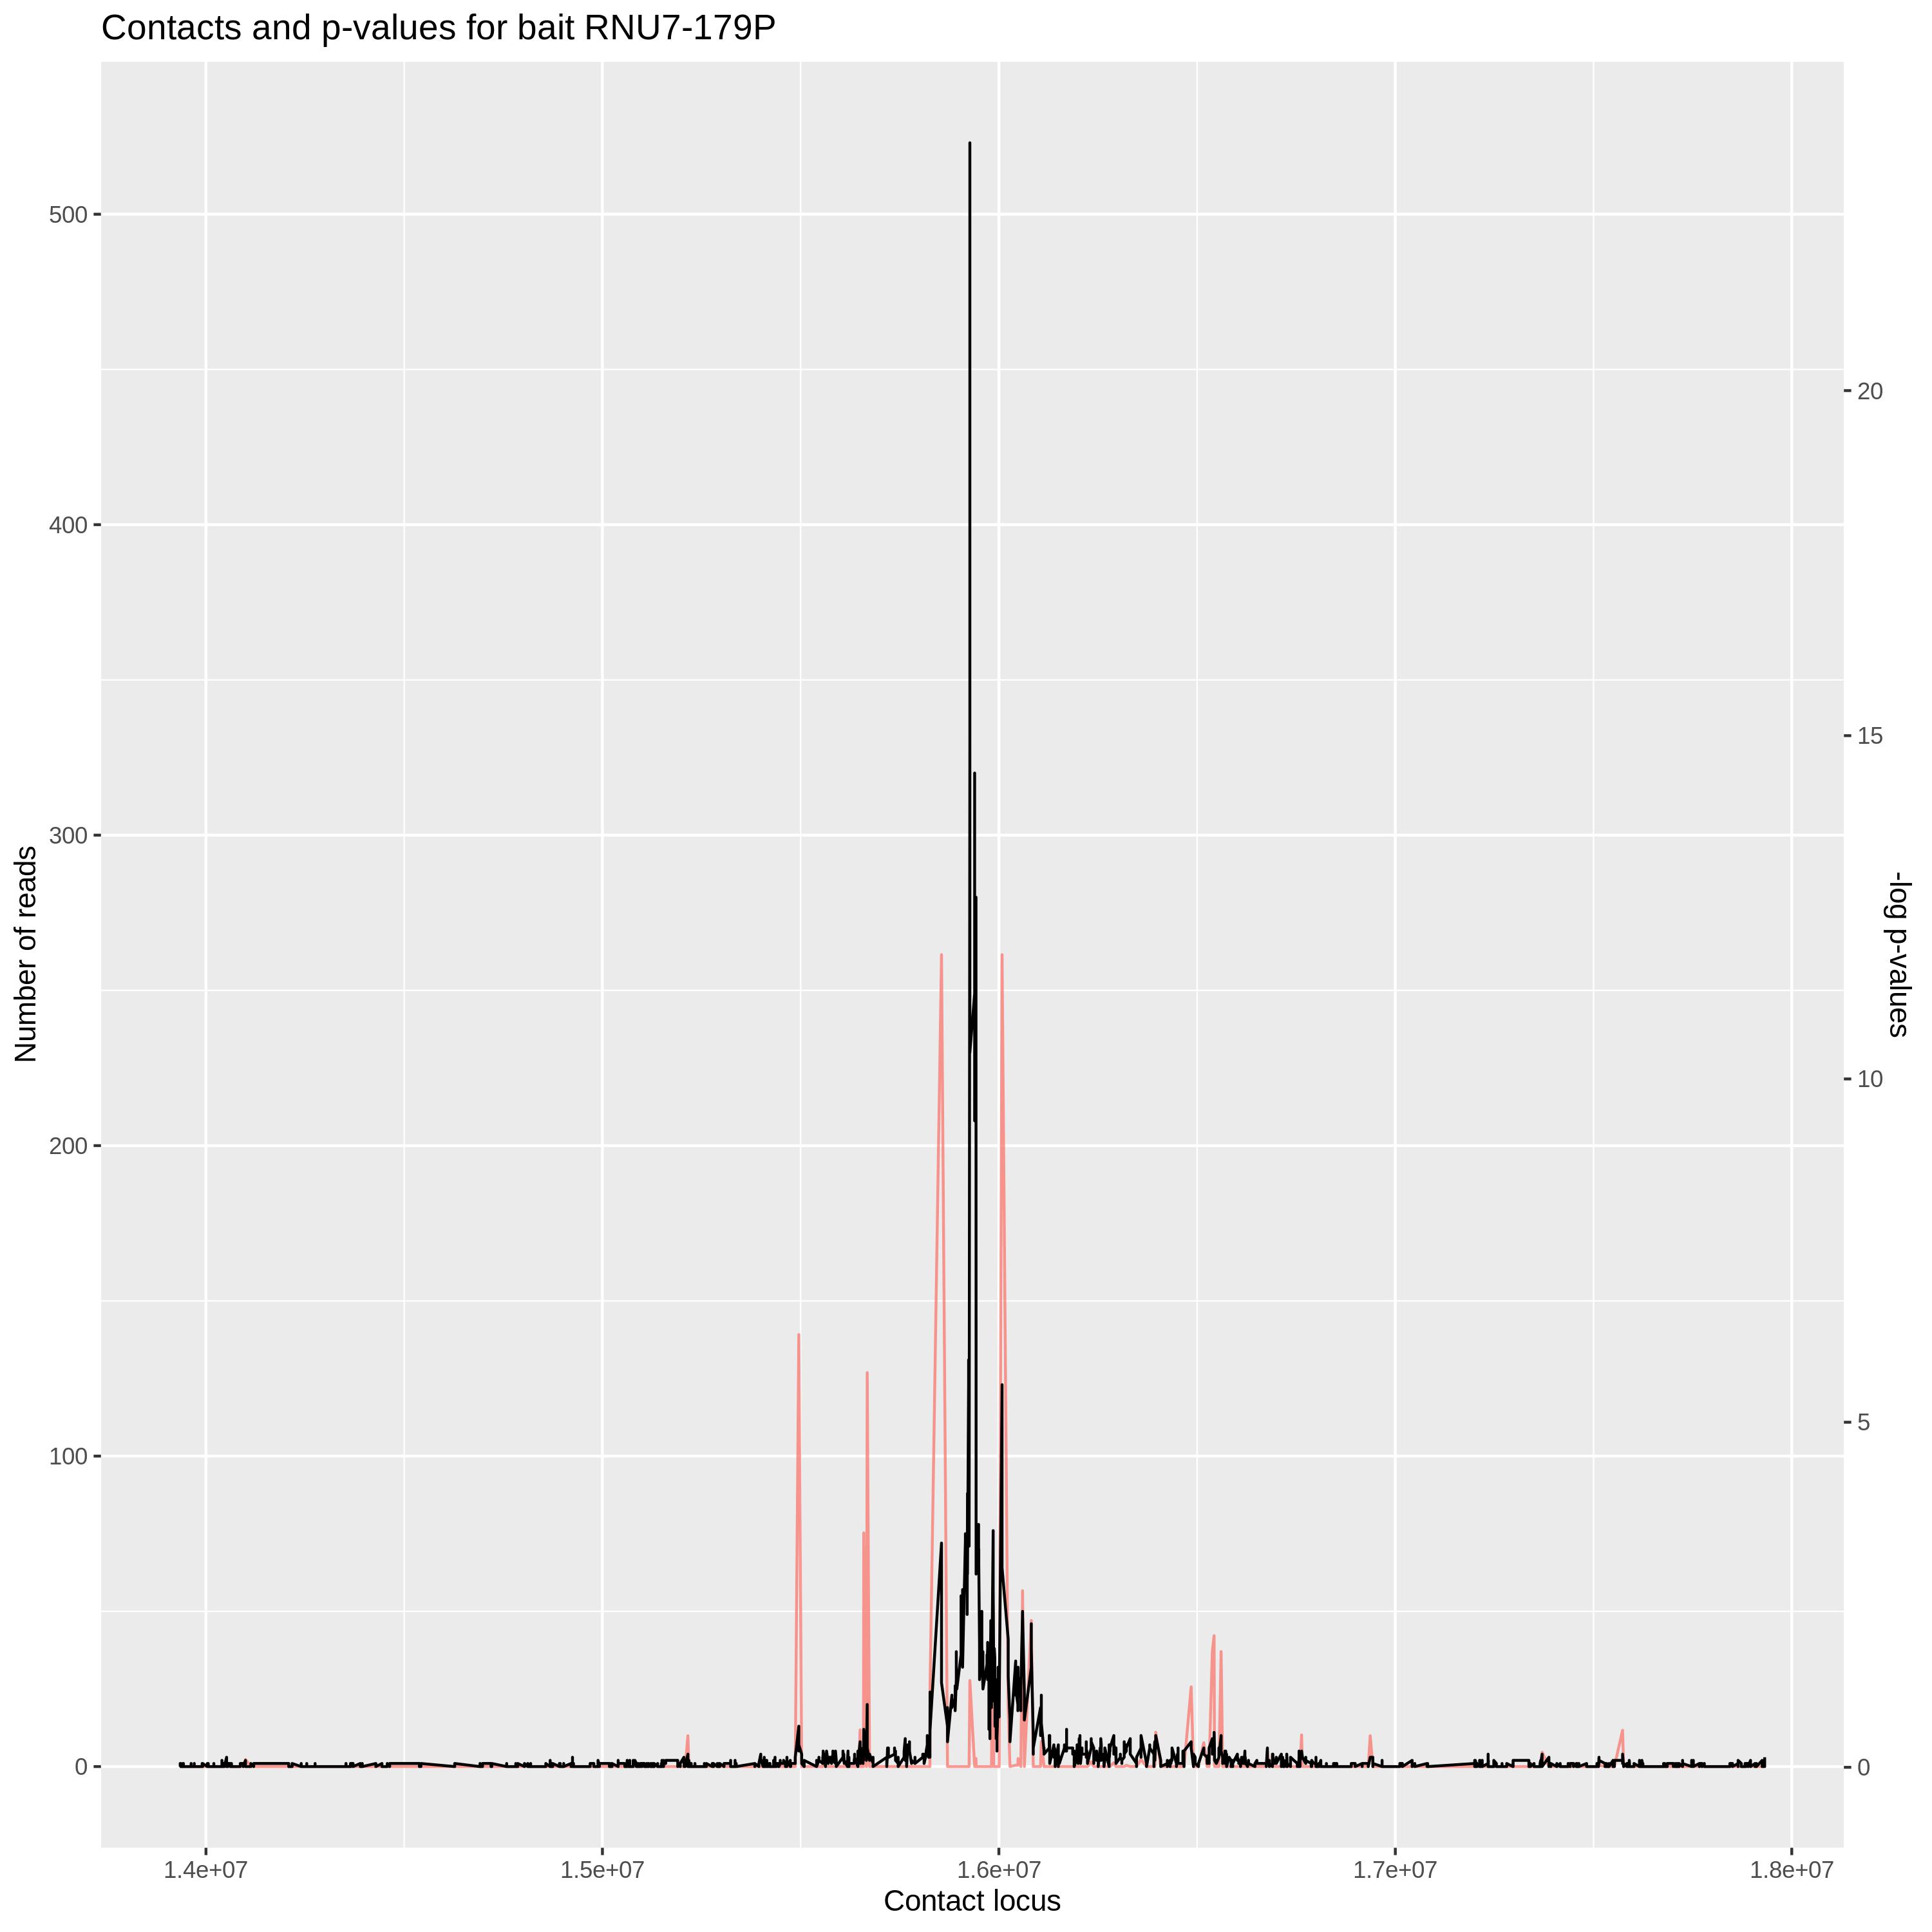 Contacts and p-values for bait RNU7-179P
500
400
300
200
100
0
Number of reads
20
15
10
5
0
-log p-values
1.4e+07
1.5e+07
1.6e+07
1.7e+07
1.8e+07
Contact locus